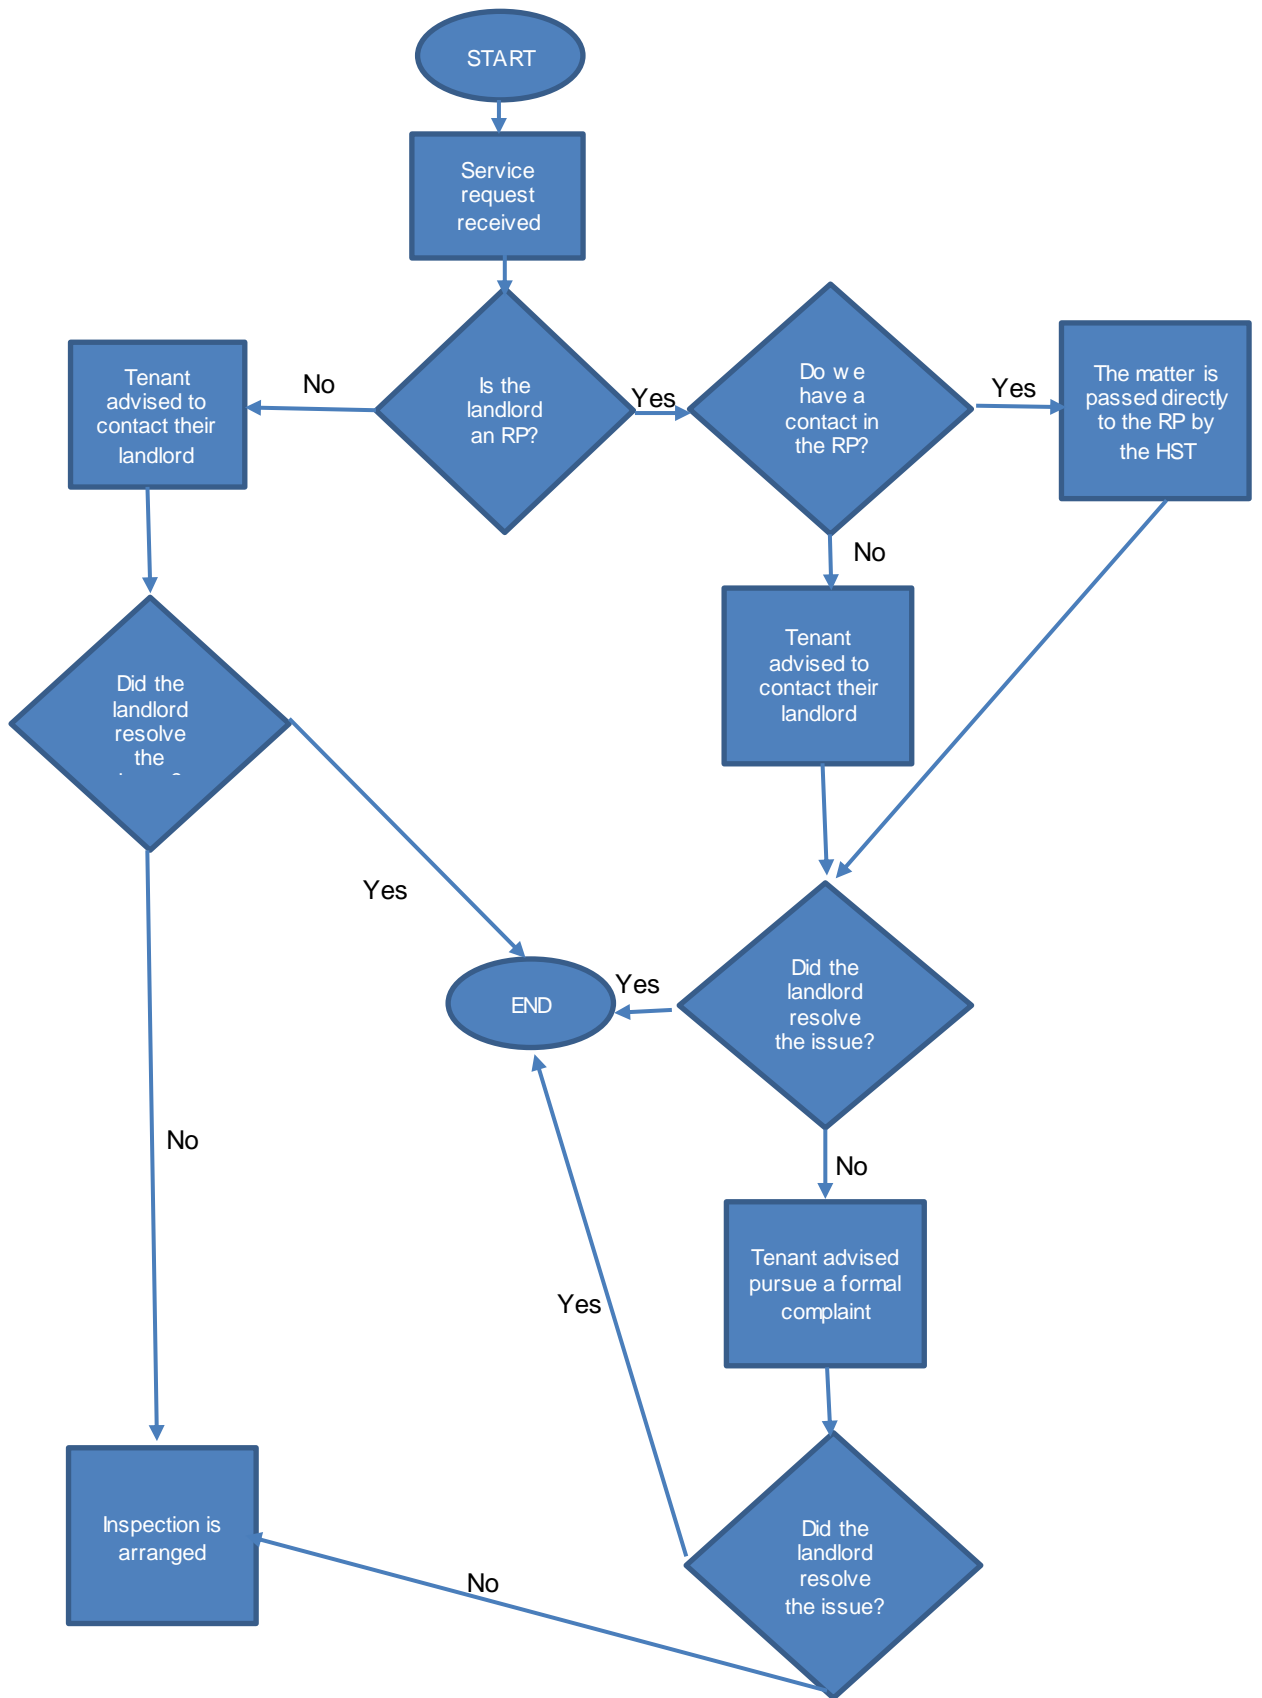 START
Service
request
received
Is the
landlord
an RP?
No
Yes
Tenant
advised to
contact their
landlord
Do we
have a
contact in
the RP?
Yes
The matter is
passed directly
to the RP by
the HST
No
Tenant
advised to
contact their
landlord
Did the
landlord
resolve
the
Yes
No
END
Yes
Did the
landlord
resolve
the issue?
No
Tenant advised
pursue a formal
complaint
Yes
Did the
landlord
resolve
the issue?
No
Inspection is
arranged